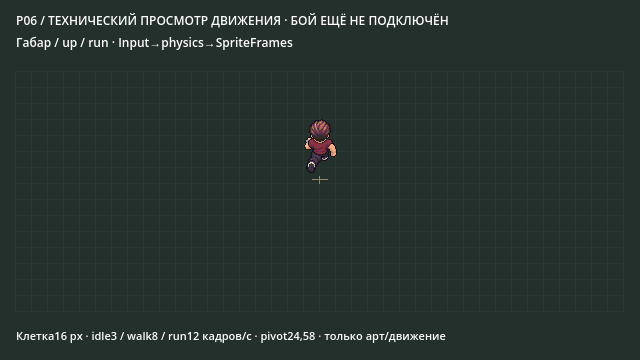 P06 / ТЕХНИЧЕСКИЙ ПРОСМОТР ДВИЖЕНИЯ · БОЙ ЕЩЁ НЕ ПОДКЛЮЧЁН
Габар / up / run · Input→physics→SpriteFrames
Клетка16 px · idle3 / walk8 / run12 кадров/с · pivot24,58 · только арт/движение